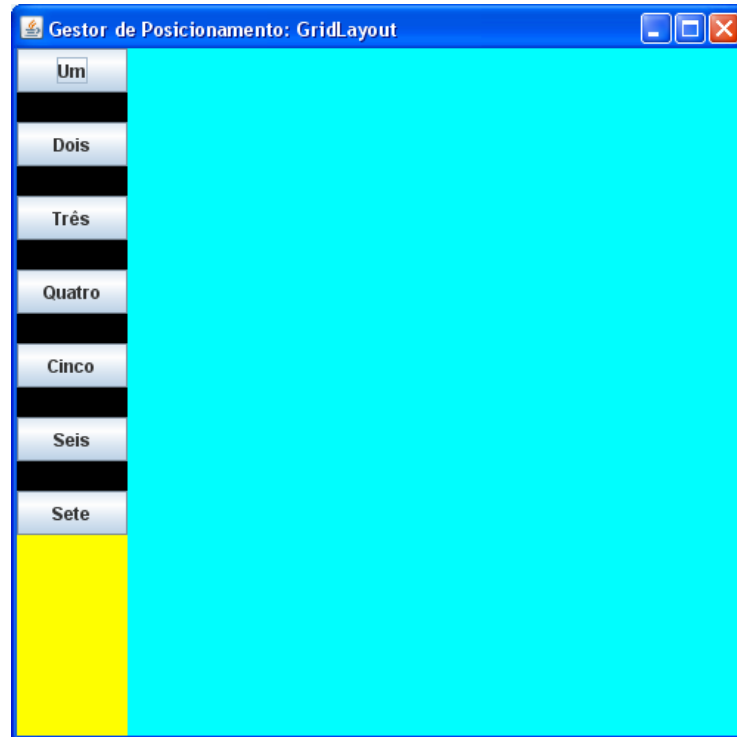 Gestor de Posicionamento: GridLayout
Um
Dois
Três
Quatro
Cinco
Seis
Sete